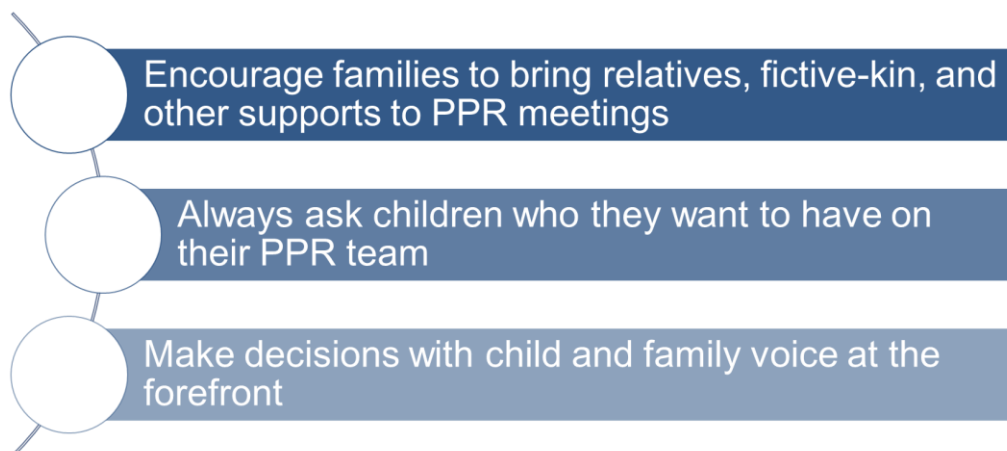 Encourage families to bring relatives, fictive-kin, and
other supports to PPR meetings
Always ask children who they want to have on
their PPR team
Make decisions with child and family voice at the
forefront